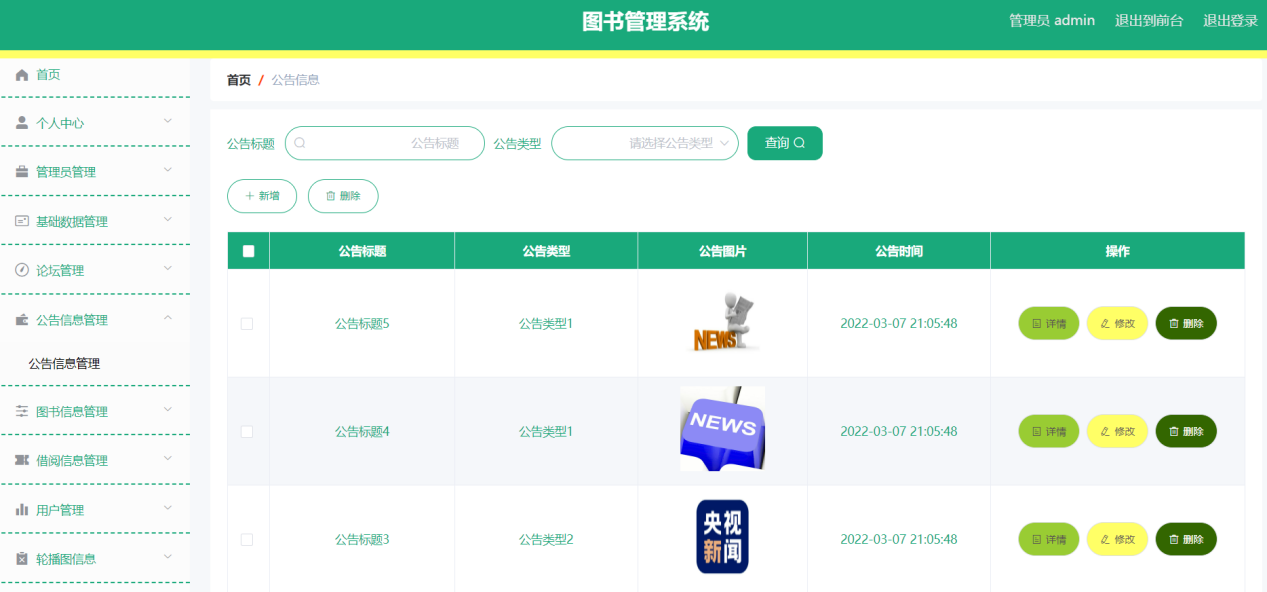 图书管理系统
管理员 admin 退出到前台 退出登录
首页
个人中心
管理员管理
基础数据管理
论坛管理
公告信息管理
公告信息管理
图书信息管理
借阅信息管理
用户管理
轮播图信息
首页 / 公告信息
公告标题 公告标题 公告类型 请选择公告类型 查询
新增 删除
公告标题 公告类型 公告图片 公告时间 操作
公告标题5 公告类型1 NEWS 2022-03-07 21:05:48 详情 修改 删除
公告标题4 公告类型1 NEWS 2022-03-07 21:05:48 详情 修改 删除
公告标题3 公告类型2 央视 2022-03-07 21:05:48 详情 修改 删除
新闻